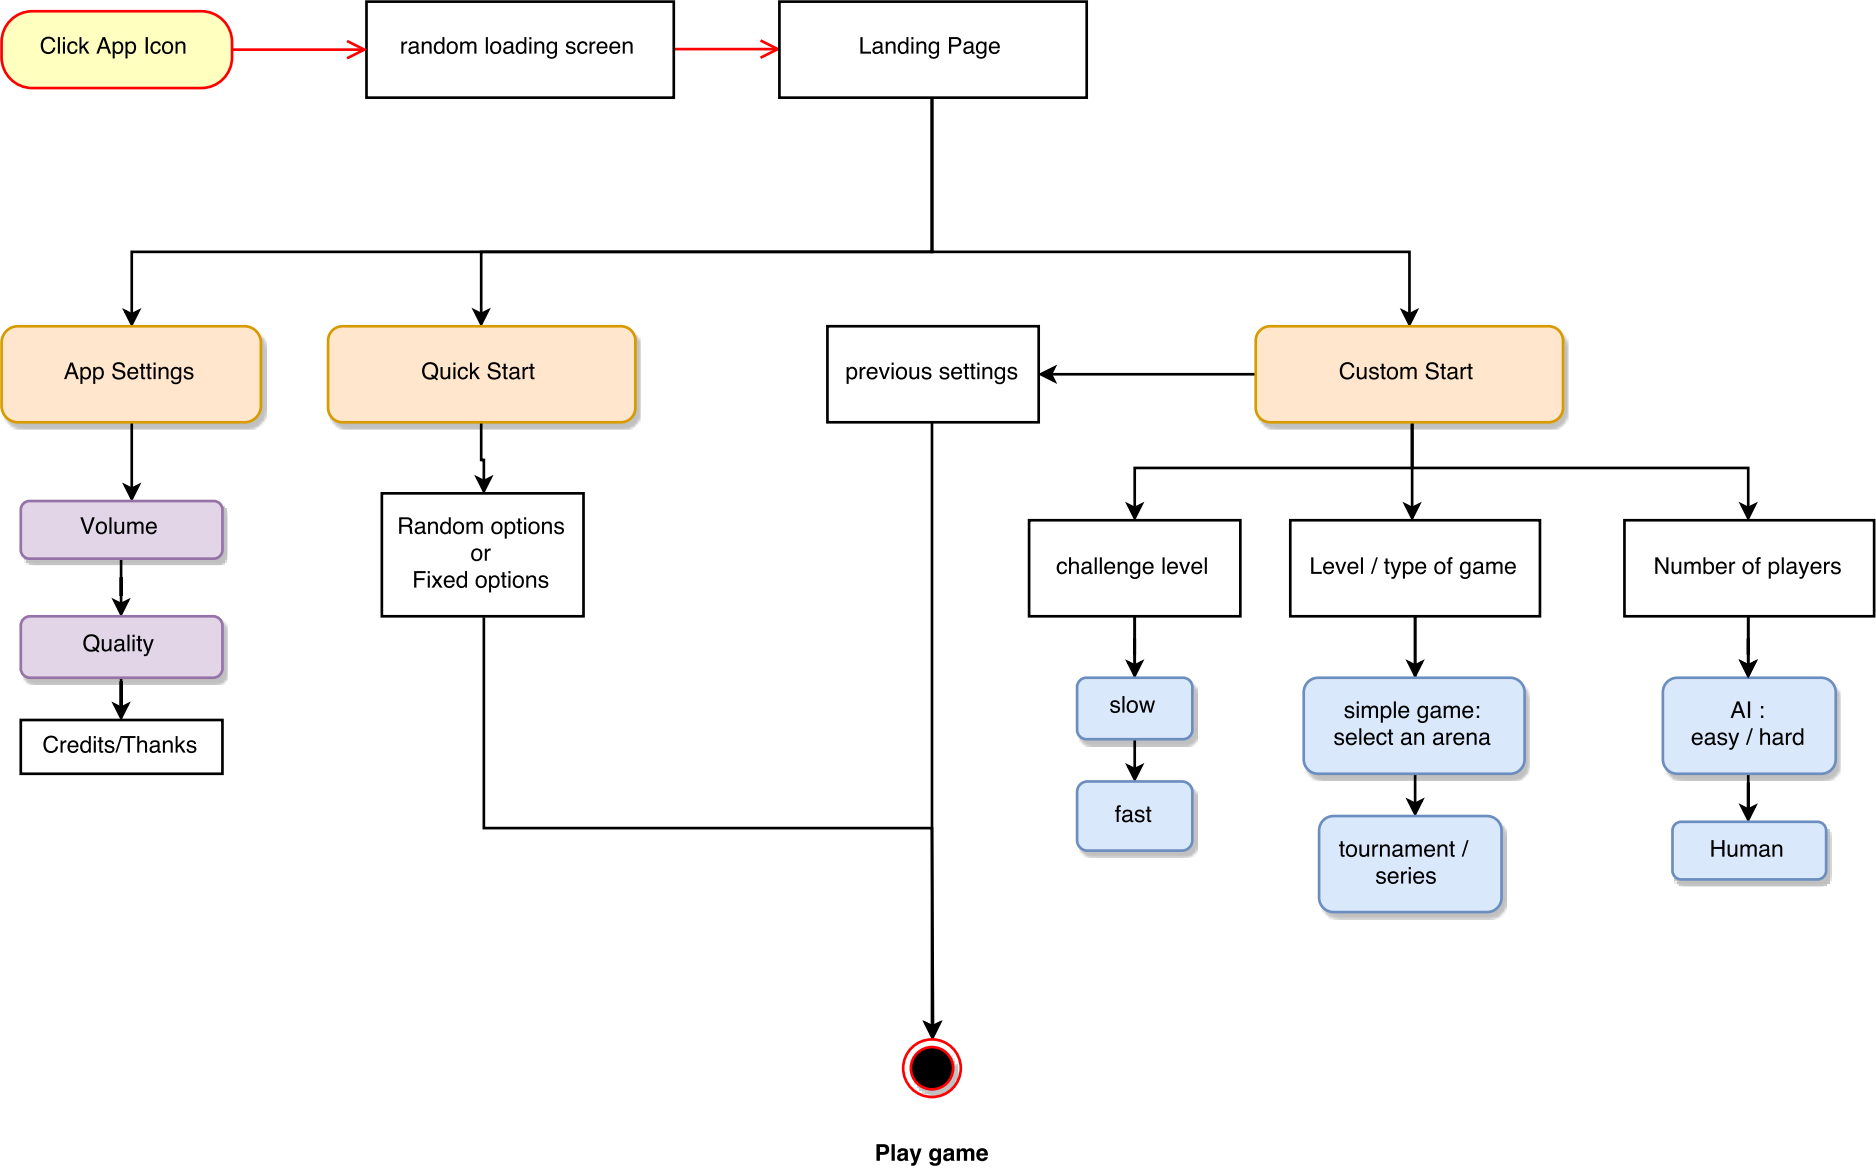 Click App Icon
random loading screen
Landing Page
App Settings
Quick Start
previous settings
Custom Start
Volume
Quality
Credits/Thanks
Random options
or
Fixed options
challenge level
Level / type of game
Number of players
slow
fast
simple game:
select an arena
tournament /
series
AI :
easy / hard
Human
Play game